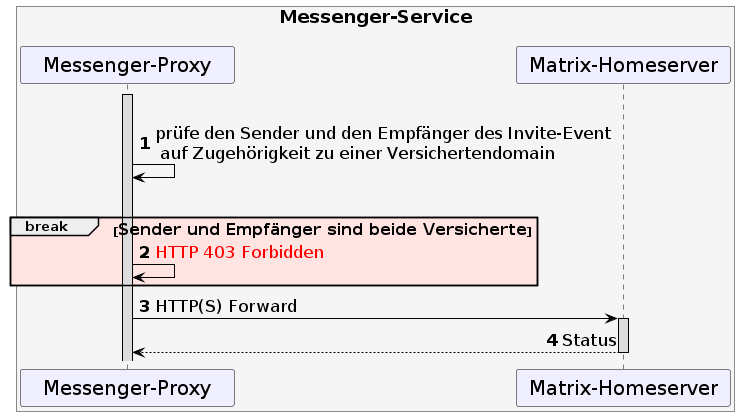 Messenger-Service
Messenger-Proxy
Matrix-Homeserver
1 prüfe den Sender und den Empfänger des Invite-Event
auf Zugehörigkeit zu einer Versichertendomain
break
[Sender und Empfänger sind beide Versicherte]
2 HTTP 403 Forbidden
3 HTTP(S) Forward
4 Status
Messenger-Proxy
Matrix-Homeserver